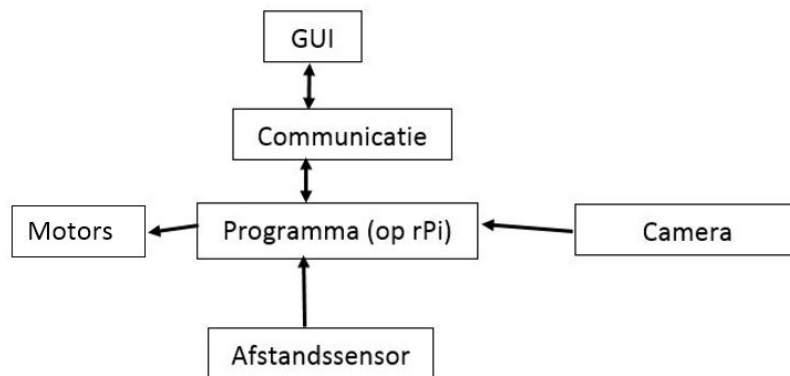 GUI
Communicatie
Motors
Programma (op rPi)
Camera
Afstandssensor